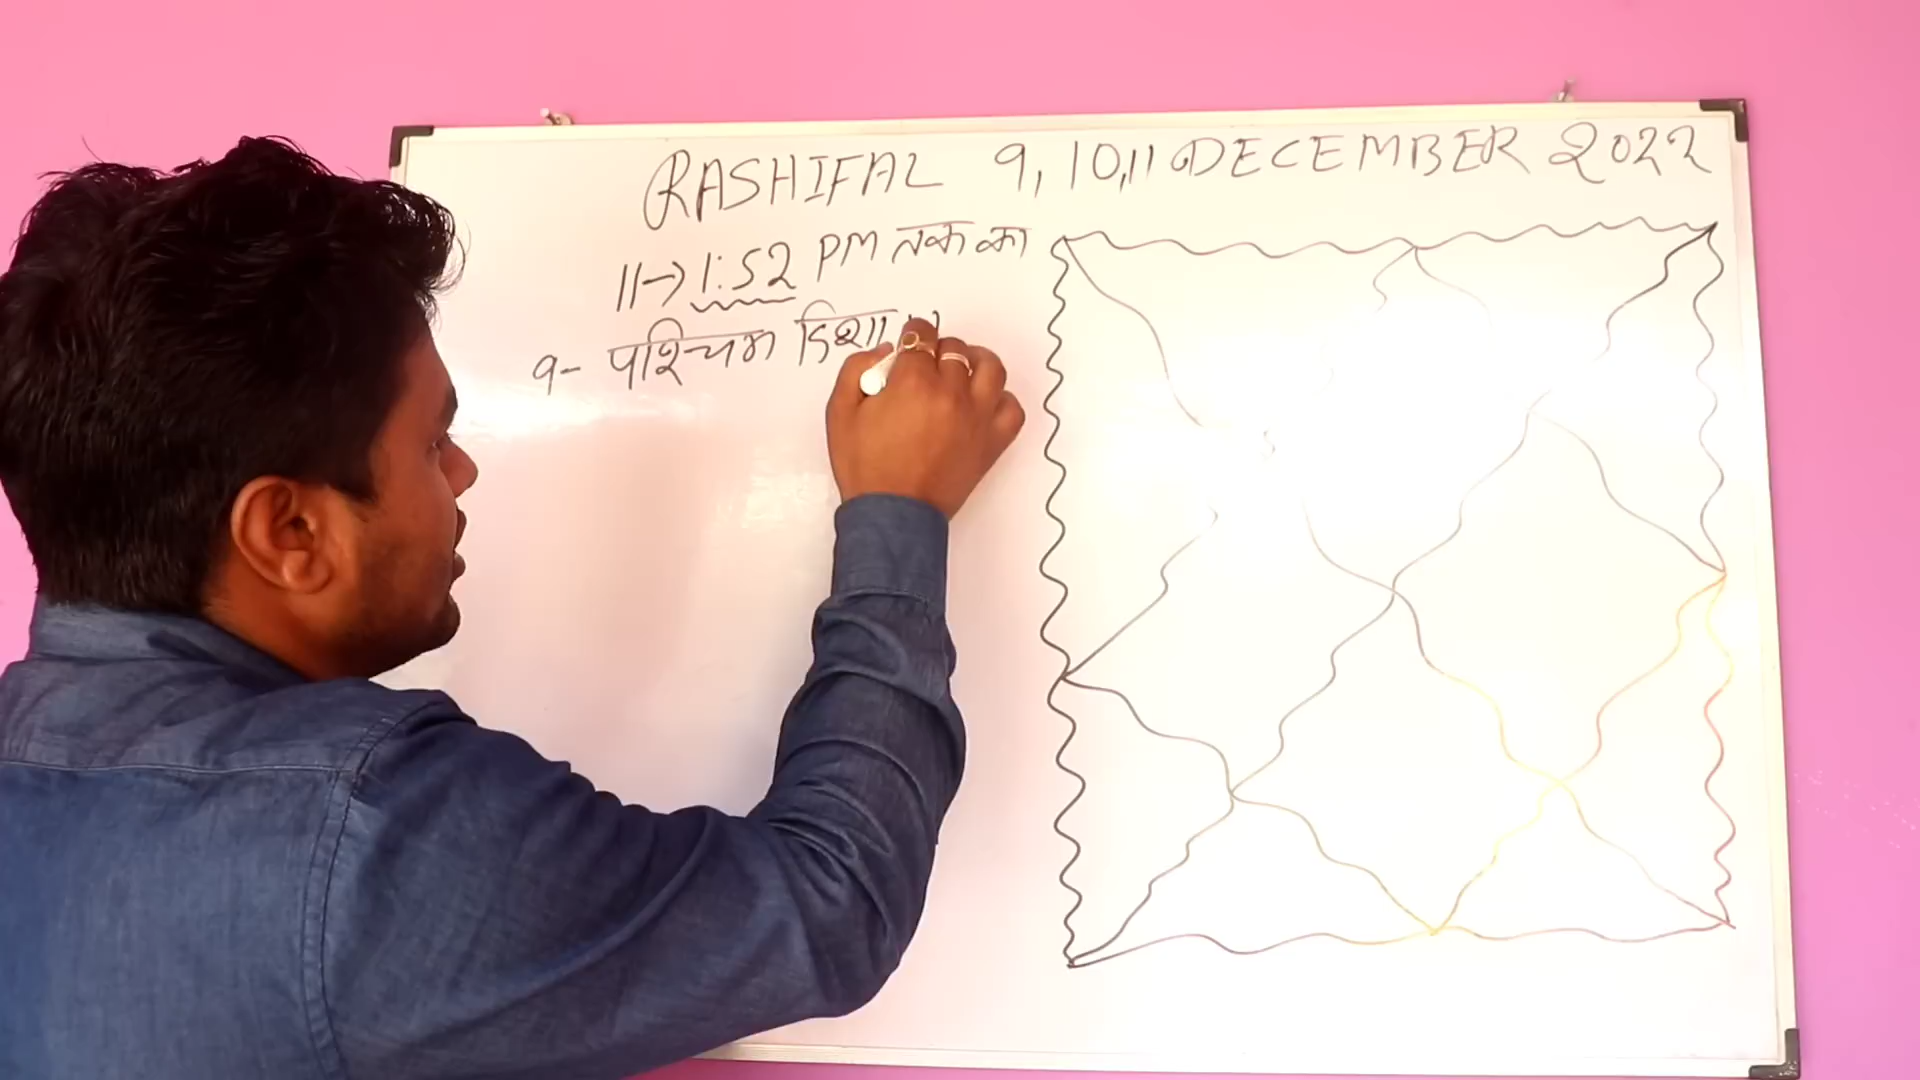 RASHIFAL 9, 10, 11 DECEMBER 2022
11→ 1:52 PM तक का
9- पश्चिम दिशा